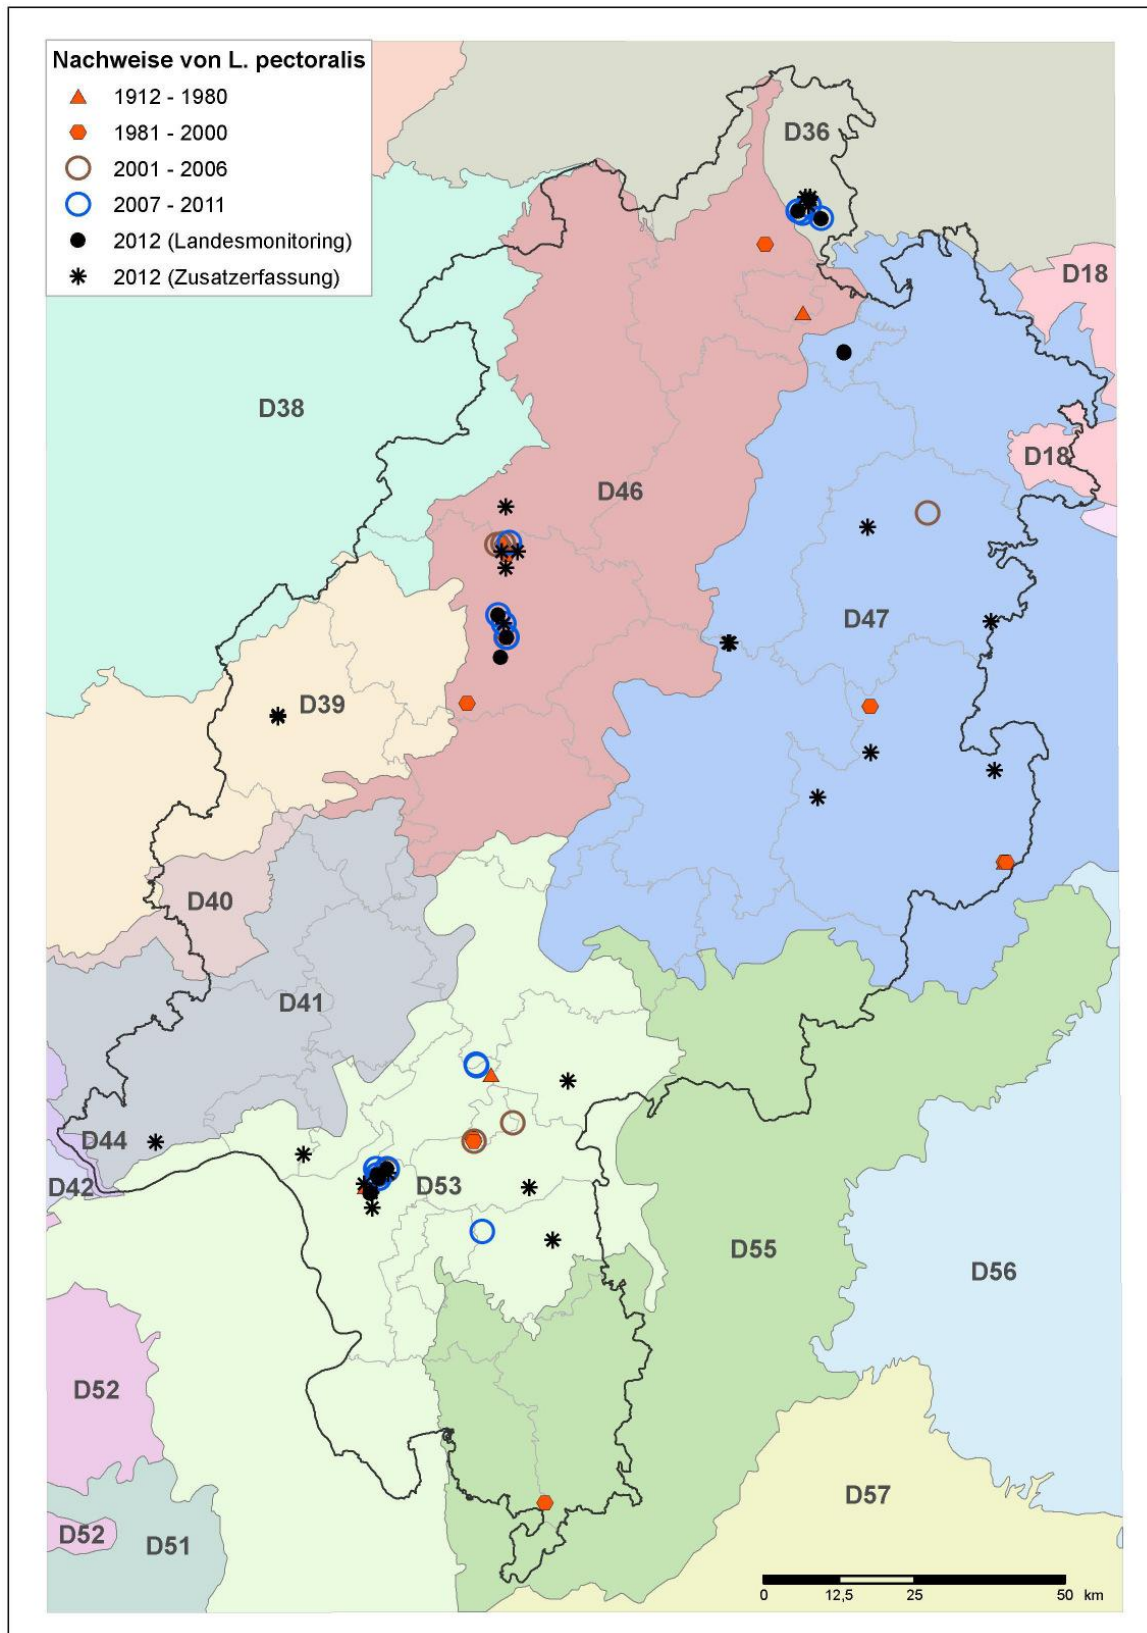 Nachweise von L. pectoralis
1912 - 1980
1981 - 2000
2001 - 2006
2007 - 2011
2012 (Landesmonitoring)
2012 (Zusatzerfassung)
D36
D18
D38
D18
D46
D47
D39
D40
D41
D44
D42
D53
D55
D56
D52
D57
D52
D51
0 12,5 25 50 km